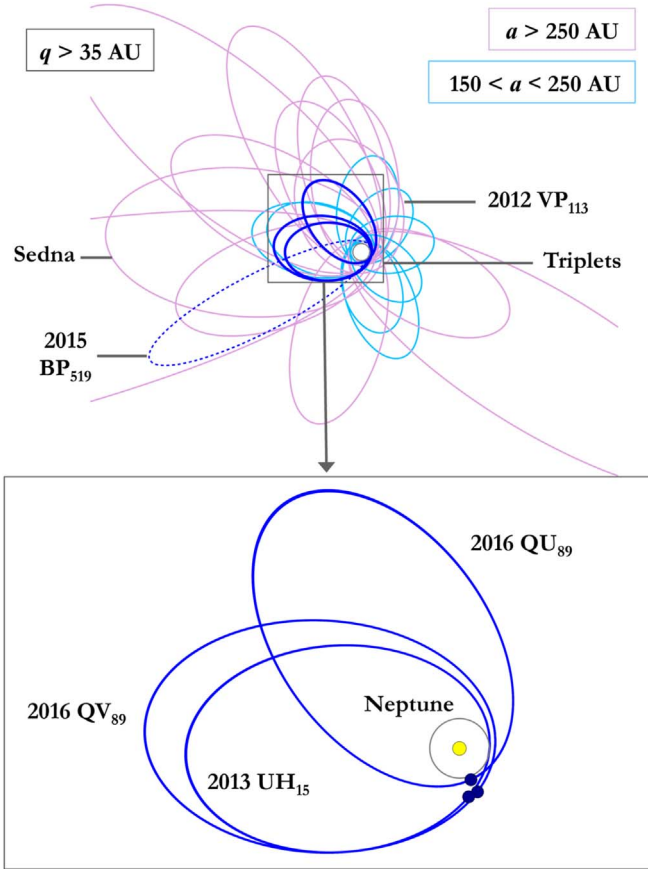 q > 35 AU
a > 250 AU
150 < a < 250 AU
2012 VP₁₁₃
Sedna
Triplets
2015
BP₅₁₉
2016 QU₈₉
Neptune
2016 QV₈₉
2013 UH₁₅